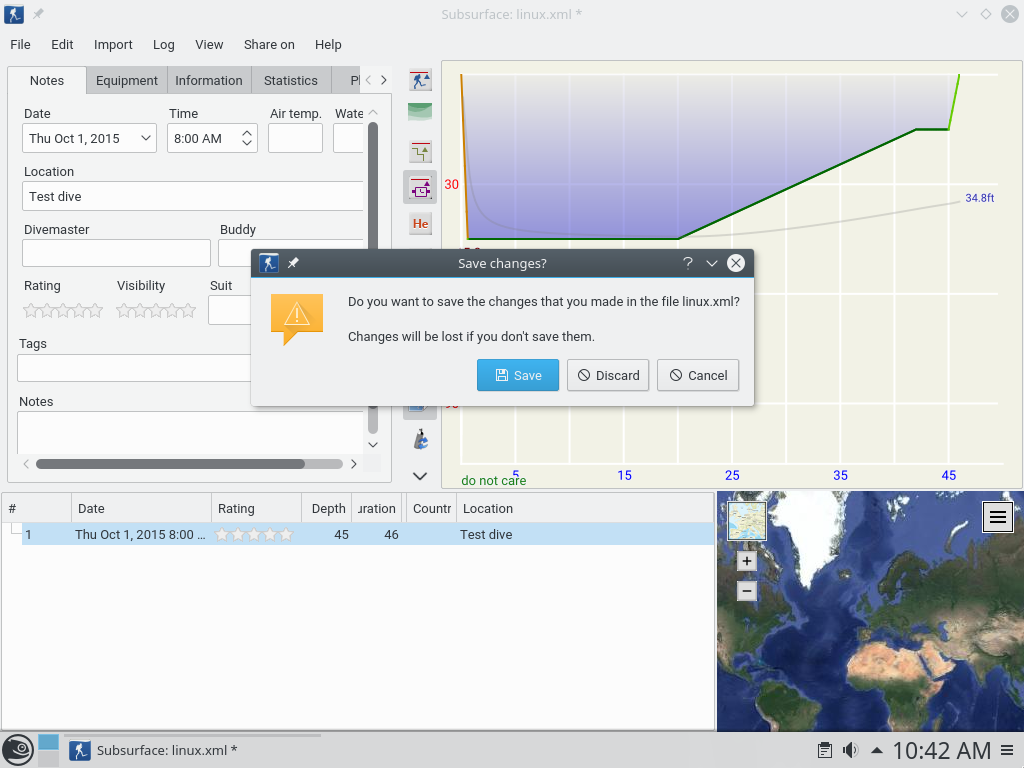 Subsurface: linux.xml *
File Edit Import Log View Share on Help
Notes Equipment Information Statistics
Date Time Air temp. Wate
Thu Oct 1, 2015 8:00 AM
Location
Test dive
Divemaster Buddy
Rating Visibility Suit
Tags
Notes
He
30
34.8ft
Save changes?
Do you want to save the changes that you made in the file linux.xml?
Changes will be lost if you don't save them.
Save Discard Cancel
do not care
5 15 25 35 45
# Date Rating Depth uration Countr Location
1 Thu Oct 1, 2015 8:00 ... 45 46 Test dive
+
−
Subsurface: linux.xml *
10:42 AM